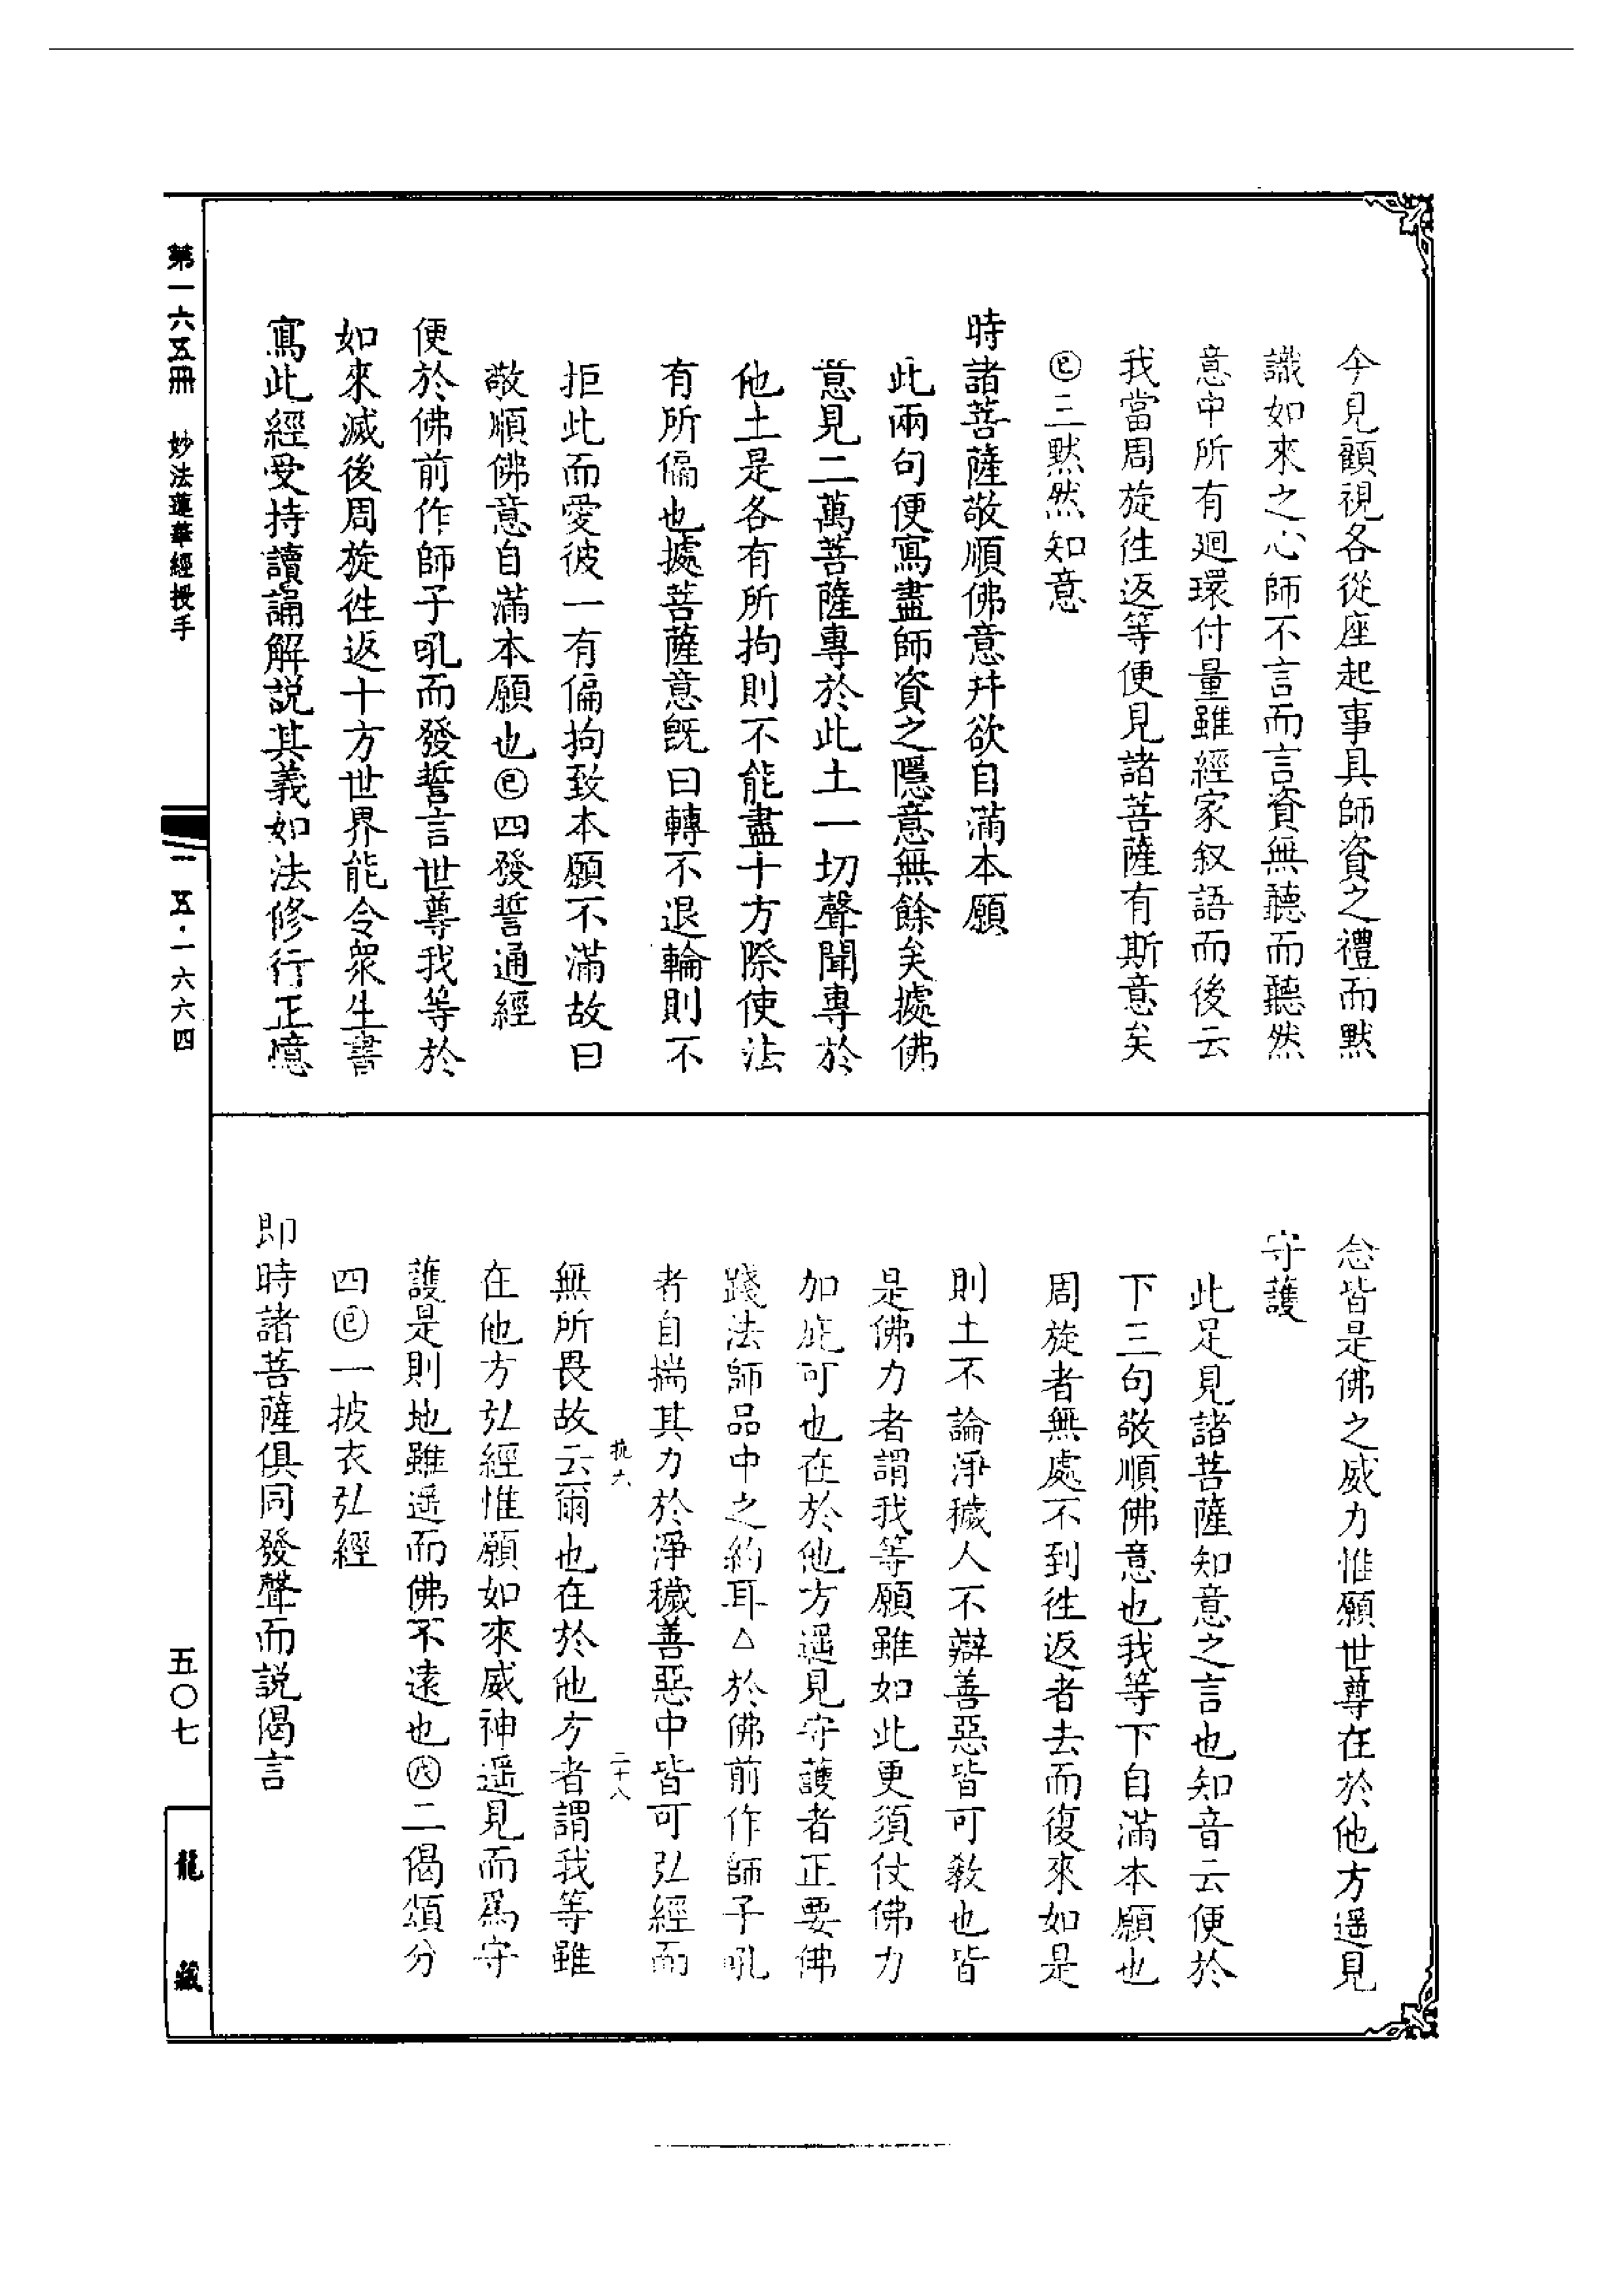 今見顧視各從座起事具師資之禮而默
識如來之心師不言而言資無聽而聽然
意中所有迴環付量雖經家叙語而後云
我當周旋徃返等便見諸菩薩有斯意矣
㊁三默然知意
時諸菩薩敬順佛意幷欲自滿本願
此兩句便寫盡師資之隱意無餘矣據佛
意見二萬菩薩專於此土一切聲聞專於
他土是各有所拘則不能盡十方際使法
有所偏也據菩薩意既曰轉不退輪則不
拒此而愛彼一有偏拘致本願不滿故曰
敬順佛意自滿本願也㊁四發誓通經
便於佛前作師子吼而發誓言世尊我等於
如來滅後周旋徃返十方世界能令衆生書
寫此經受持讀誦解説其義如法修行正憶
念皆是佛之威力惟願世尊在於他方遥見
守護
此足見諸菩薩知意之言也知音云便於
下三句敬順佛意也我等下自滿本願也
周旋者無處不到徃返者去而復來如是
則土不論淨穢人不辯善惡皆可教也皆
是佛力者謂我等願雖如此更須仗佛力
加庇可也在於他方遥見守護者正要佛
踐法師品中之約耳△於佛前作師子吼
者自揣其力於淨穢善惡中皆可弘經而
無所畏故云爾也在於他方者謂我等雖
在他方弘經惟願如來威神遥見而爲守
護是則地雖遥而佛不遠也㊅二偈頌分
四㊁一披衣弘經
即時諸菩薩俱同發聲而説偈言
二十八
第一六五冊 妙法蓮華經授手
一五·一六六四
五〇七
龍藏